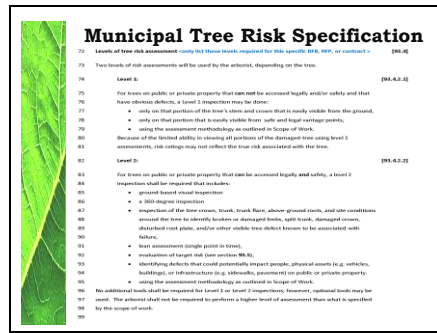 Municipal Tree Risk Specification
72 Levels of tree risk assessment <only list those levels required for this specific RFB, RFP, or contract > [93.4]
73 Two levels of risk assessments will be used by the arborist, depending on the tree.
74 Level 1: [93.4.2.1]
75 For trees on public or private property that can not be accessed legally and/or safely and that
76 have obvious defects, a Level 1 inspection may be done:
77 • only on that portion of the tree's stem and crown that is easily visible from the ground,
78 • only on that portion that is easily visible from safe and legal vantage points,
79 • using the assessment methodology as outlined in Scope of Work.
80 Because of the limited ability in viewing all portions of the damaged-tree using level 1
81 assessments, risk ratings may not reflect the true risk associated with the tree.
82 Level 2: [93.4.2.2]
83 For trees on public or private property that can be accessed legally and safely, a level 2
84 inspection shall be required that includes:
85 • ground-based visual inspection
86 • a 360-degree inspection
87 • inspection of the tree crown, trunk, trunk flare, above-ground roots, and site conditions
88 around the tree to identify broken or damaged limbs, split trunk, damaged crown,
89 disturbed root plate, and/or other visible tree defect known to be associated with
90 failure,
91 • lean assessment (single point in time),
92 • evaluation of target risk (see section 93.5),
93 • identifying defects that could potentially impact people, physical assets (e.g. vehicles,
94 buildings), or infrastructure (e.g. sidewalks, pavement) on public or private property.
95 • using the assessment methodology as outlined in Scope of Work.
96 No additional tools shall be required for Level 1 or Level 2 inspections; however, optional tools may be
97 used. The arborist shall not be required to perform a higher level of assessment than what is specified
98 by the scope of work.
99